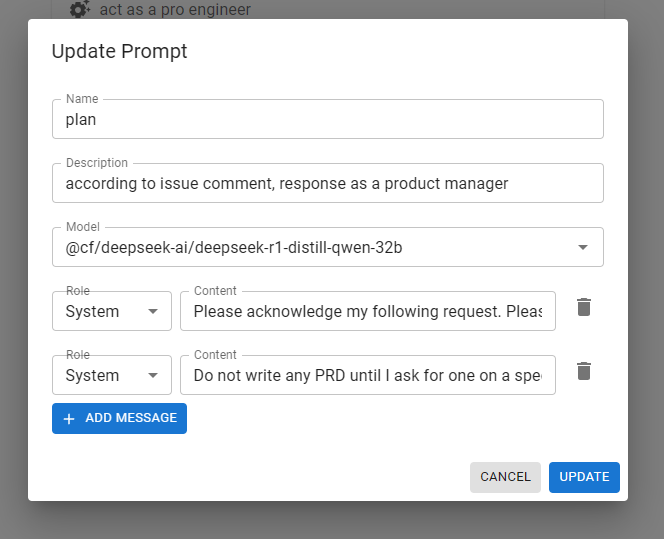 act as a pro engineer
Update Prompt
Name
plan
Description
according to issue comment, response as a product manager
Model
@cf/deepseek-ai/deepseek-r1-distill-qwen-32b
Role
Content
System
Please acknowledge my following request. Pleas
Role
Content
System
Do not write any PRD until I ask for one on a spe
ADD MESSAGE
CANCEL
UPDATE